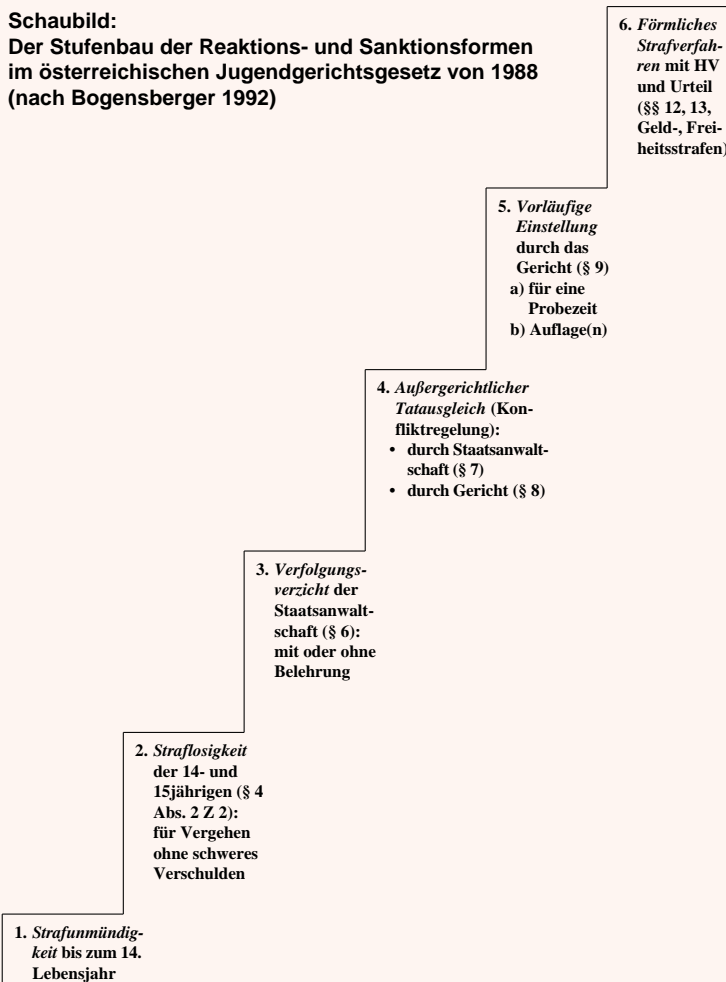 Schaubild:
Der Stufenbau der Reaktions- und Sanktionsformen
im österreichischen Jugendgerichtsgesetz von 1988
(nach Bogensberger 1992)
6. Förmliches
Strafverfah-
ren mit HV
und Urteil
(§§ 12, 13,
Geld-, Frei-
heitsstrafen)
5. Vorläufige
Einstellung
durch das
Gericht (§ 9)
a) für eine
Probezeit
b) Auflage(n)
4. Außergerichtlicher
Tatausgleich (Kon-
fliktregelung):
• durch Staatsanwalt-
schaft (§ 7)
• durch Gericht (§ 8)
3. Verfolgungs-
verzicht der
Staatsanwalt-
schaft (§ 6):
mit oder ohne
Belehrung
2. Straflosigkeit
der 14- und
15jährigen (§ 4
Abs. 2 Z 2):
für Vergehen
ohne schweres
Verschulden
1. Strafunmündig-
keit bis zum 14.
Lebensjahr